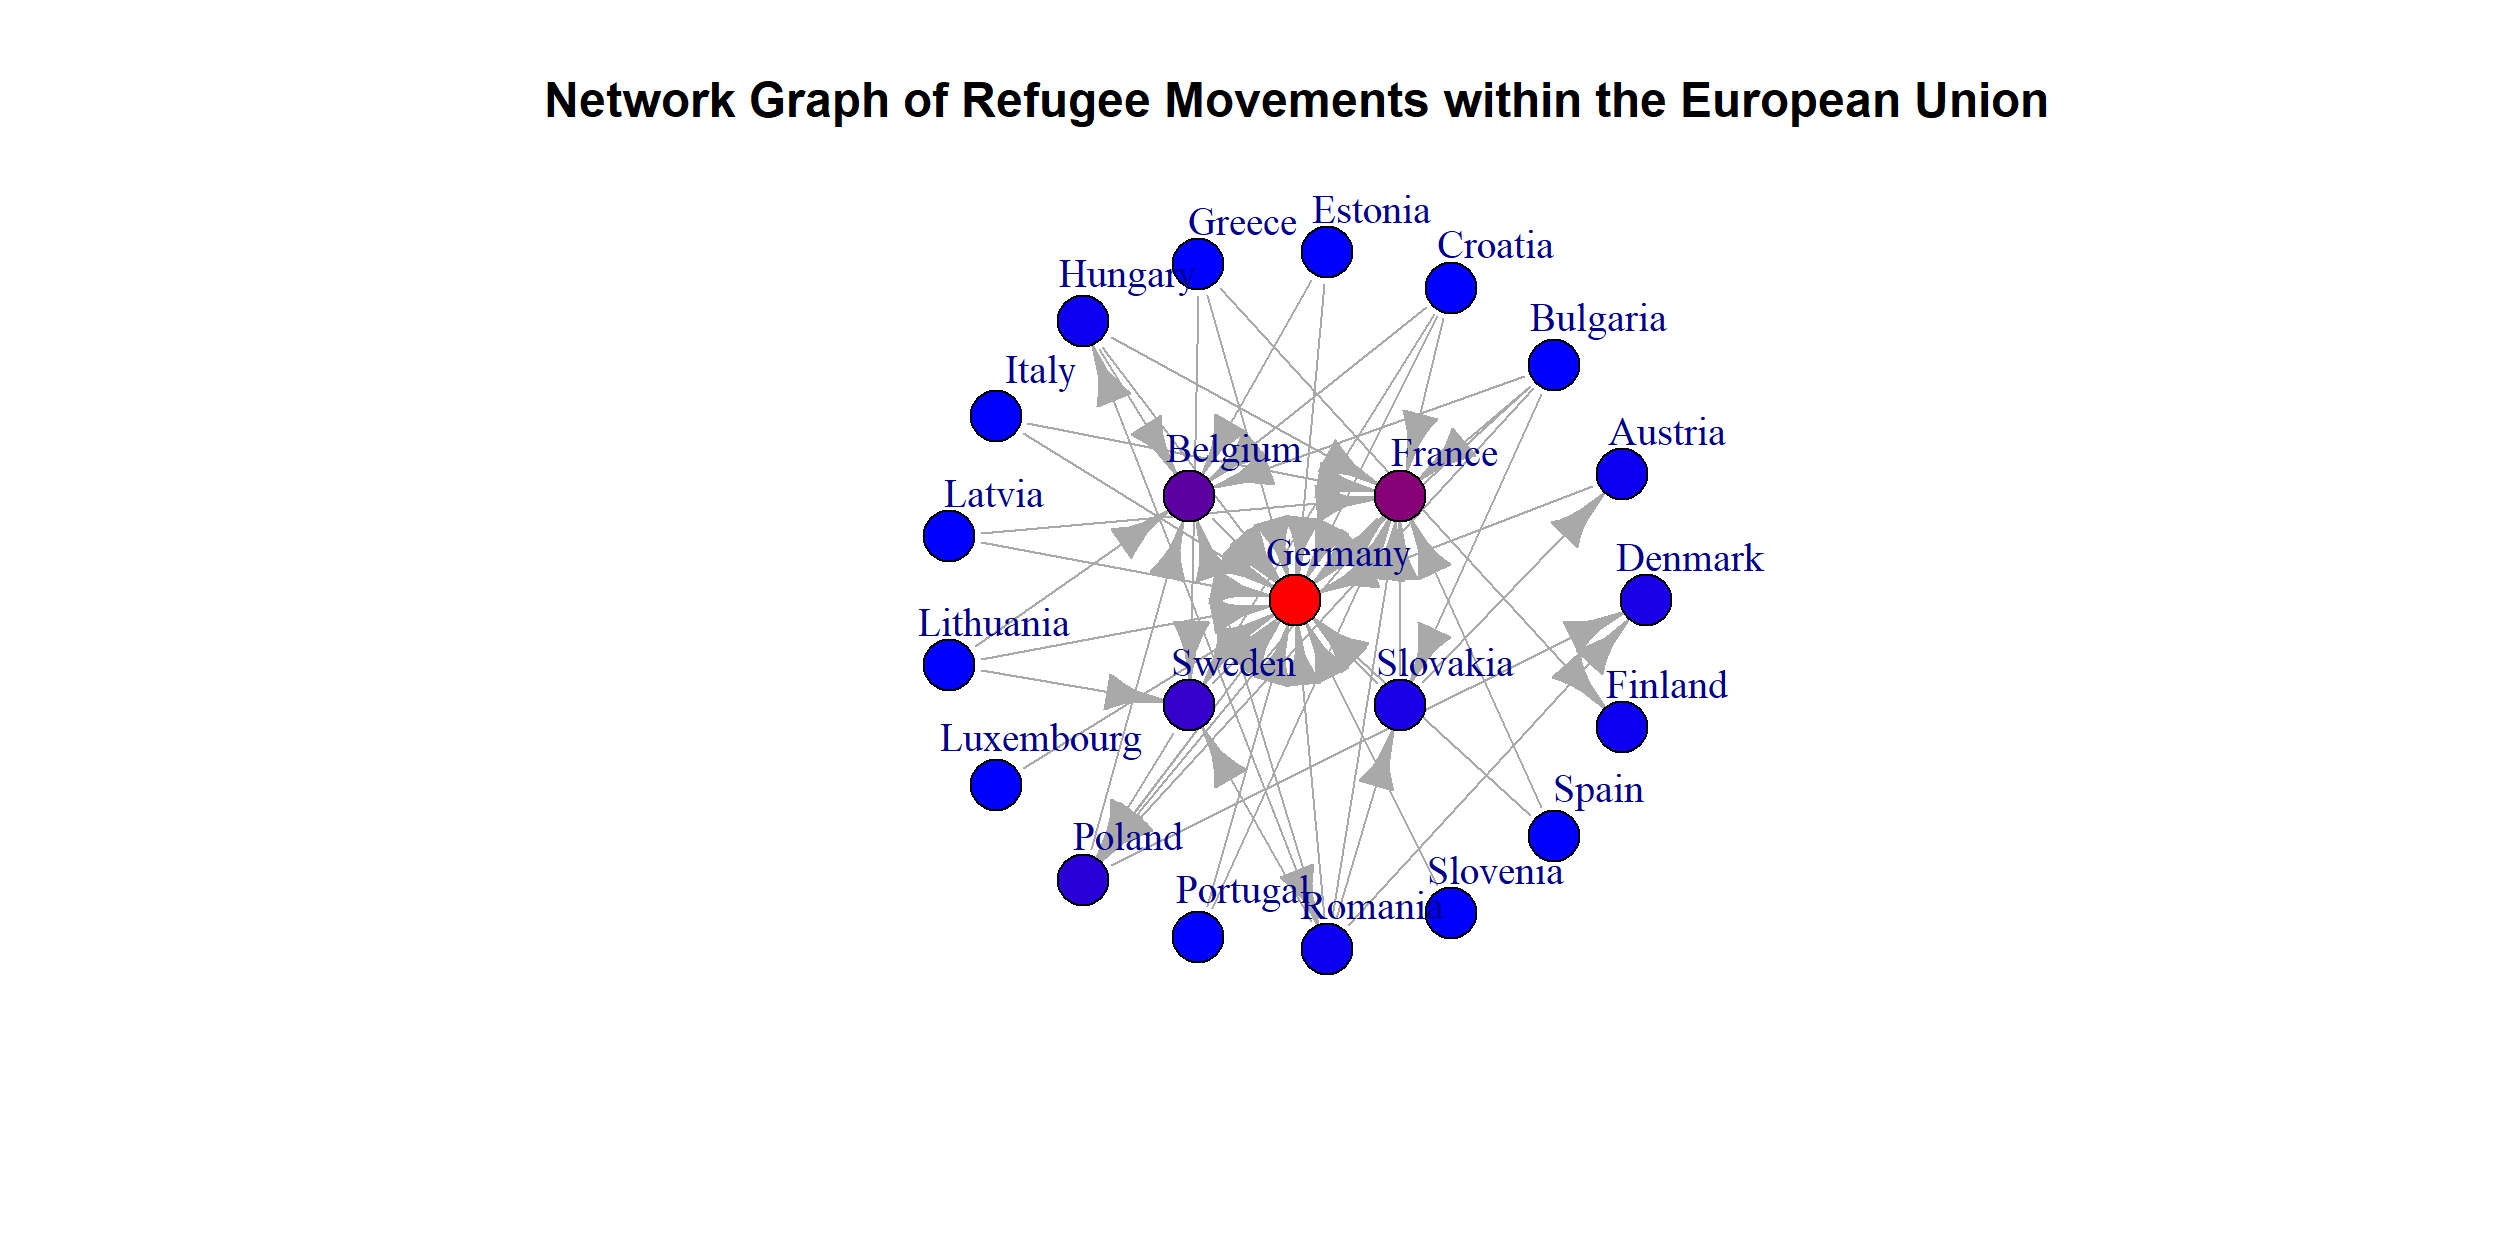 Network Graph of Refugee Movements within the European Union
Estonia
Greece
Croatia
Hungary
Bulgaria
Italy
Austria
Belgium
France
Latvia
Germany
Denmark
Lithuania
Sweden
Slovakia
Finland
Luxembourg
Spain
Poland
Slovenia
Portugal
Romania